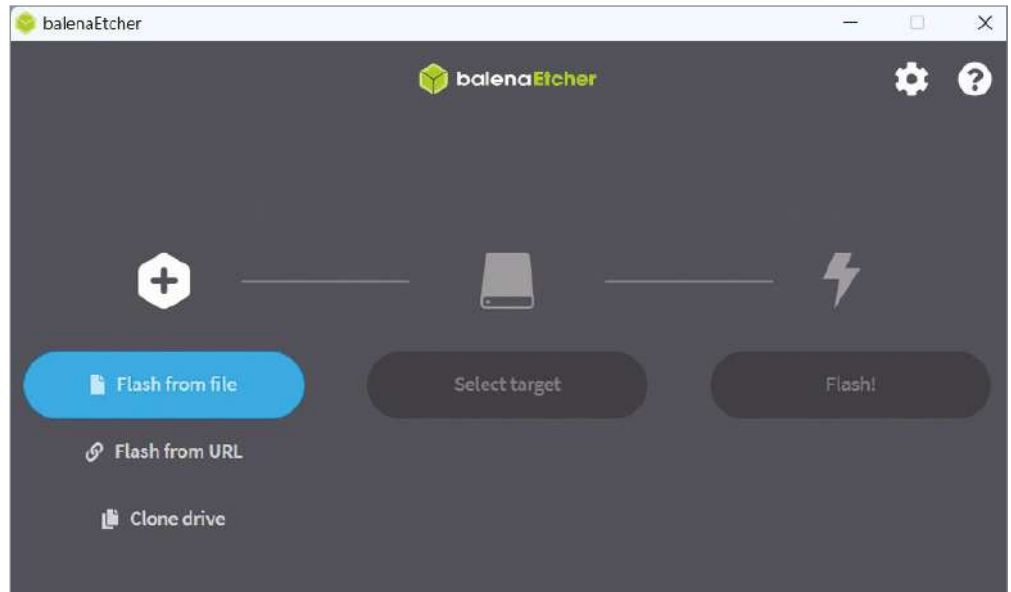 balenaEtcher
balenaEtcher
Flash from file
Select target
Flash!
Flash from URL
Clone drive